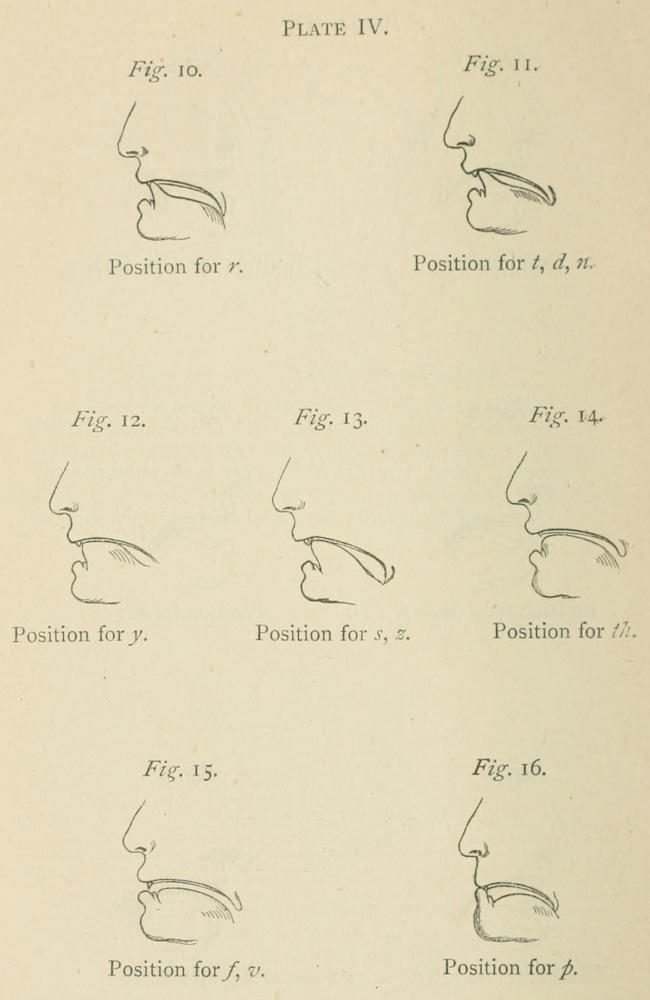 PLATE IV.
Fig. 10.
Fig. 11.
Position for r.
Position for t, d, n.
Fig. 12.
Fig. 13.
Fig. 14.
Position for y.
Position for s, z.
Position for th.
Fig. 15.
Fig. 16.
Position for f, v.
Position for p.